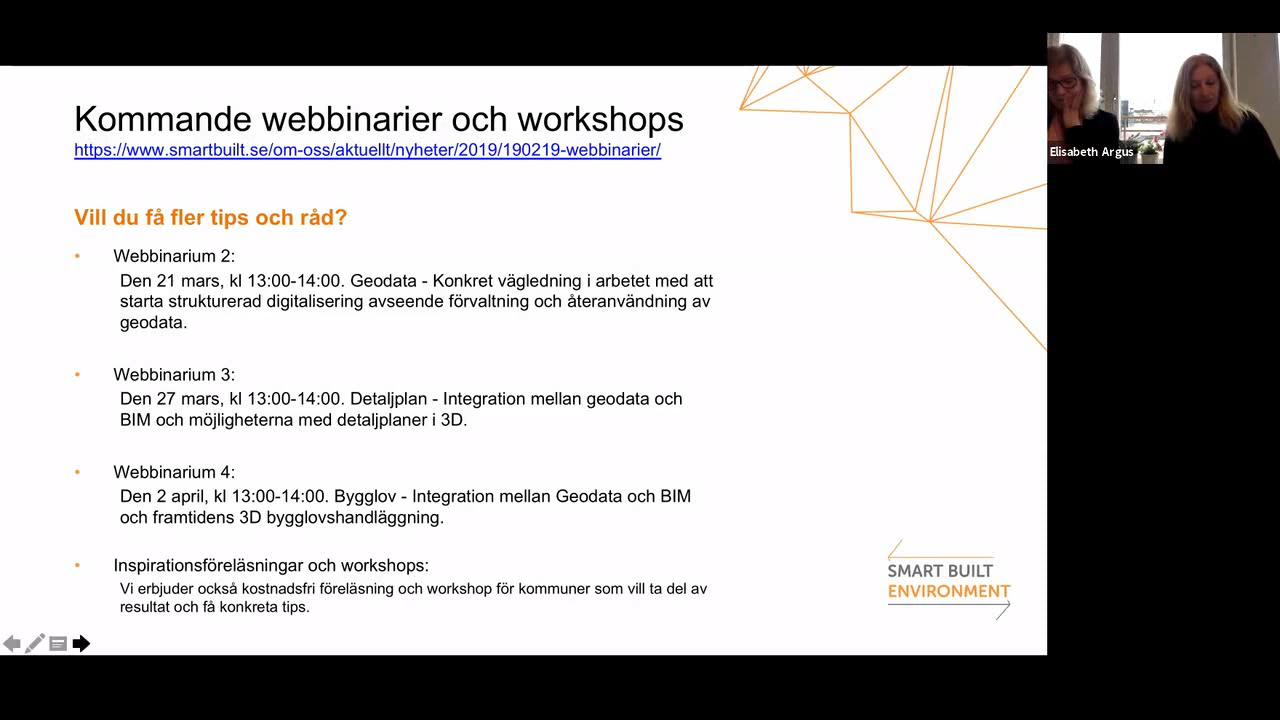 Kommande webbinarier och workshops
https://www.smartbuilt.se/om-oss/aktuellt/nyheter/2019/190219-webbinarier/
Elisabeth Argus
Vill du få fler tips och råd?
• Webbinarium 2:
Den 21 mars, kl 13:00-14:00. Geodata - Konkret vägledning i arbetet med att
starta strukturerad digitalisering avseende förvaltning och återanvändning av
geodata.
• Webbinarium 3:
Den 27 mars, kl 13:00-14:00. Detaljplan - Integration mellan geodata och
BIM och möjligheterna med detaljplaner i 3D.
• Webbinarium 4:
Den 2 april, kl 13:00-14:00. Bygglov - Integration mellan Geodata och BIM
och framtidens 3D bygglovshandläggning.
• Inspirationsföreläsningar och workshops:
Vi erbjuder också kostnadsfri föreläsning och workshop för kommuner som vill ta del av
resultat och få konkreta tips.
SMART BUILT
ENVIRONMENT